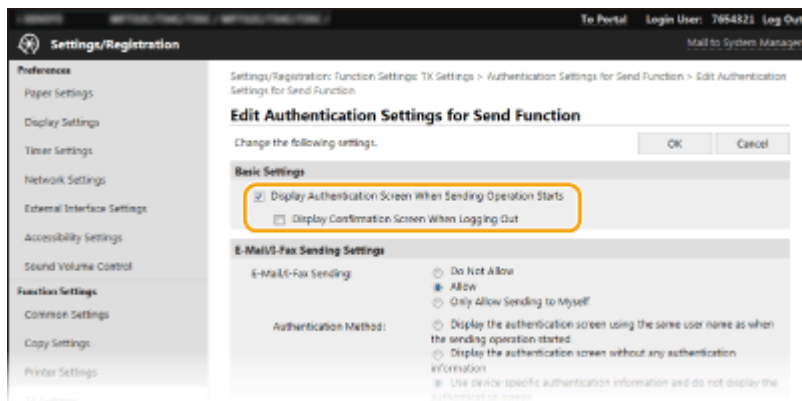 To Portal Login User: 7654321 Log Out
Settings/Registration
Mail to System Manager
Preferences
Paper Settings
Display Settings
Timer Settings
Network Settings
External Interface Settings
Accessibility Settings
Sound Volume Control
Function Settings
Common Settings
Copy Settings
Printer Settings
Settings/Registration: Function Settings: TX Settings > Authentication Settings for Send Function > Edit Authentication
Settings for Send Function
Edit Authentication Settings for Send Function
Change the following settings.
OK Cancel
Basic Settings
Display Authentication Screen When Sending Operation Starts
Display Confirmation Screen When Logging Out
E-Mail/I-Fax Sending Settings
E-Mail/I-Fax Sending:
Do Not Allow
Allow
Only Allow Sending to Myself
Authentication Method:
Display the authentication screen using the same user name as when
the sending operation started
Display the authentication screen without any authentication
information
Use device-specific authentication information and do not display the
authentication screen